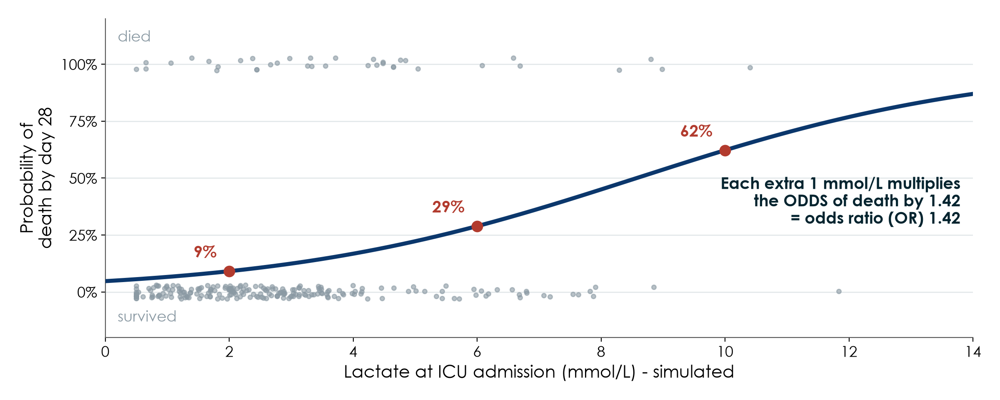 died
100%
75%
50%
25%
0%
Probability of
death by day 28
62%
29%
9%
Each extra 1 mmol/L multiplies
the ODDS of death by 1.42
= odds ratio (OR) 1.42
survived
0 2 4 6 8 10 12 14
Lactate at ICU admission (mmol/L) - simulated